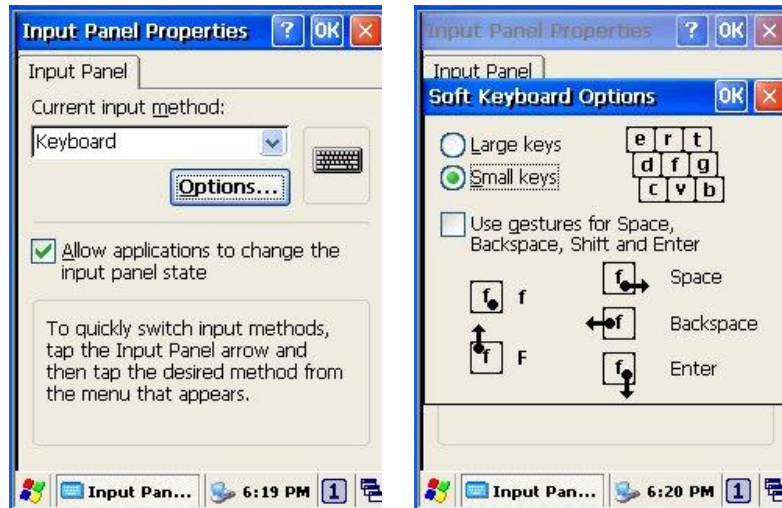 Input Panel Properties ? OK X
Input Panel
Current input method:
Keyboard
Options...
Allow applications to change the
input panel state
To quickly switch input methods,
tap the Input Panel arrow and
then tap the desired method from
the menu that appears.
Input Pan... 6:19 PM 1
Input Panel Properties ? OK X
Input Panel
Soft Keyboard Options OK X
Large keys
Small keys
e r t
d f g
c v b
Use gestures for Space,
Backspace, Shift and Enter
f f
f F
f Space
f Backspace
f Enter
Input Pan... 6:20 PM 1